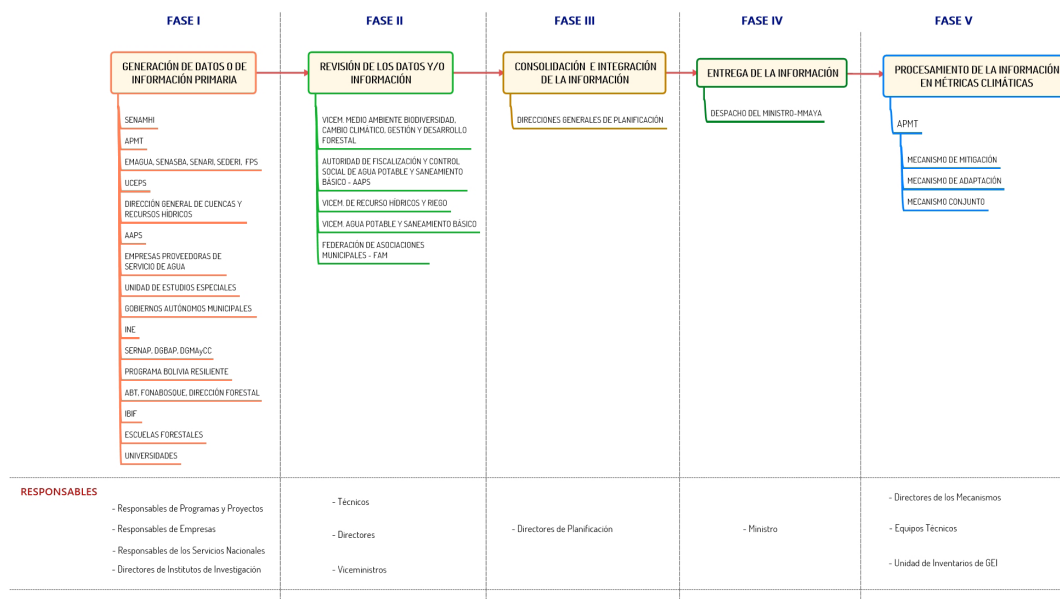 FASE I
FASE II
FASE III
FASE IV
FASE V
GENERACIÓN DE DATOS O DE
INFORMACIÓN PRIMARIA
REVISIÓN DE LOS DATOS Y/O
INFORMACIÓN
CONSOLIDACIÓN E INTEGRACIÓN
DE LA INFORMACIÓN
ENTREGA DE LA INFORMACIÓN
PROCESAMIENTO DE LA INFORMACIÓN
EN MÉTRICAS CLIMÁTICAS
SENAMHI
APMT
EMAGUA, SENASBA, SENARI, SEDERI, FPS
UCEPS
DIRECCIÓN GENERAL DE CUENCAS Y
RECURSOS HÍDRICOS
AAPS
EMPRESAS PROVEEDORAS DE
SERVICIO DE AGUA
UNIDAD DE ESTUDIOS ESPECIALES
GOBIERNOS AUTÓNOMOS MUNICIPALES
INE
SERNAP, DGBAP, DGMAyCC
PROGRAMA BOLIVIA RESILIENTE
ABT, FONABOSQUE, DIRECCIÓN FORESTAL
IBIF
ESCUELAS FORESTALES
UNIVERSIDADES
VICEM. MEDIO AMBIENTE BIODIVERSIDAD,
CAMBIO CLIMÁTICO, GESTIÓN Y DESARROLLO
FORESTAL
AUTORIDAD DE FISCALIZACIÓN Y CONTROL
SOCIAL DE AGUA POTABLE Y SANEAMIENTO
BÁSICO - AAPS
VICEM. DE RECURSO HÍDRICOS Y RIEGO
VICEM. AGUA POTABLE Y SANEAMIENTO BÁSICO
FEDERACIÓN DE ASOCIACIONES
MUNICIPALES - FAM
DIRECCIONES GENERALES DE PLANIFICACIÓN
DESPACHO DEL MINISTRO-MMAYA
APMT
MECANISMO DE MITIGACIÓN
MECANISMO DE ADAPTACIÓN
MECANISMO CONJUNTO
RESPONSABLES
- Responsables de Programas y Proyectos
- Responsables de Empresas
- Responsables de los Servicios Nacionales
- Directores de Institutos de Investigación
- Técnicos
- Directores
- Viceministros
- Directores de Planificación
- Ministro
- Directores de los Mecanismos
- Equipos Técnicos
- Unidad de Inventarios de GEI